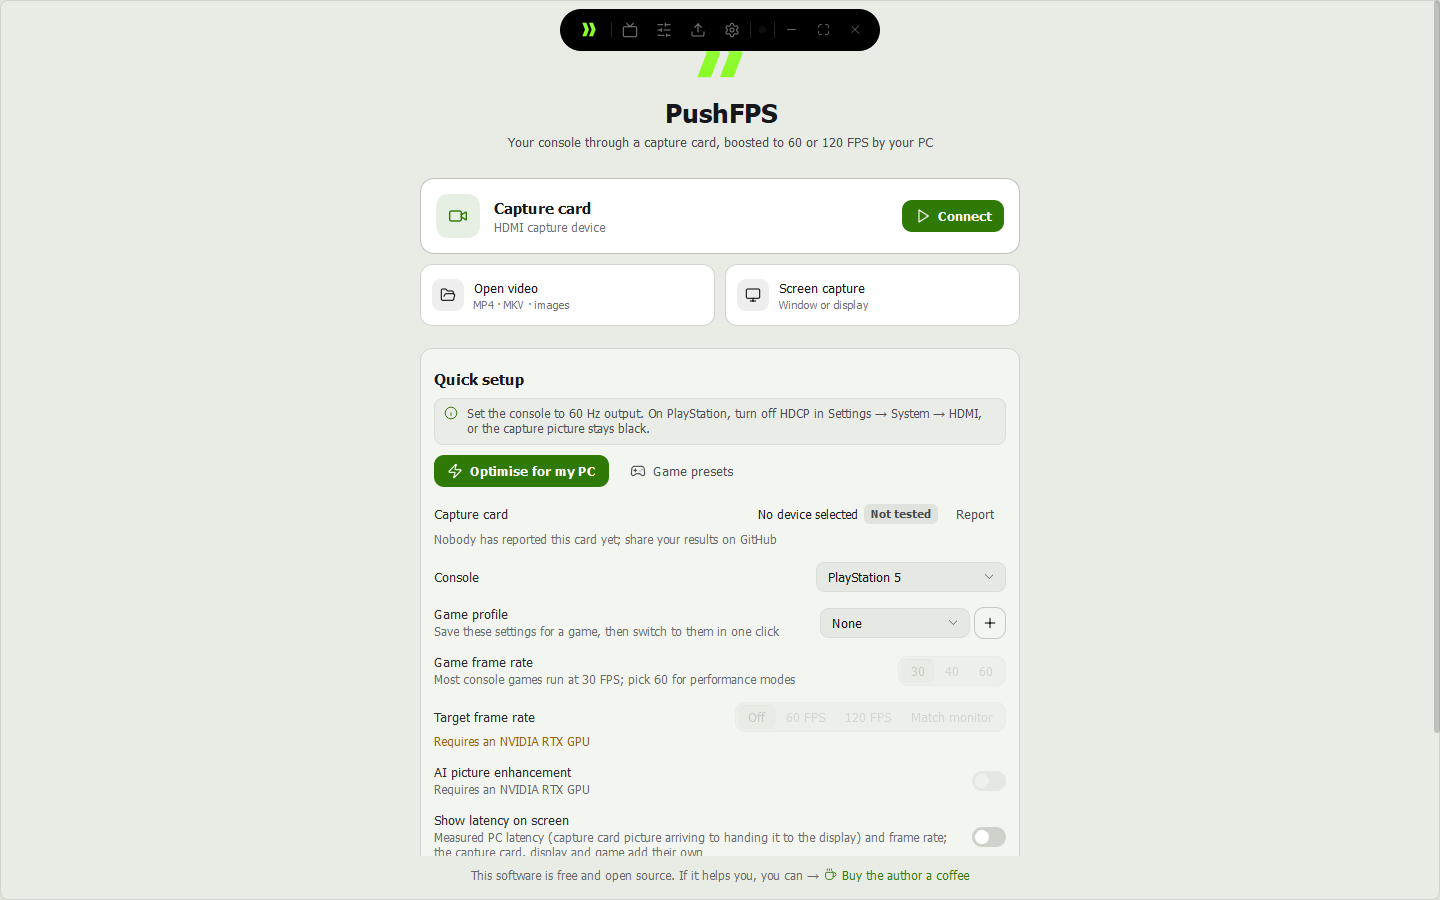 PushFPS
Your console through a capture card, boosted to 60 or 120 FPS by your PC
Capture card
HDMI capture device
Connect
Open video
MP4 · MKV · images
Screen capture
Window or display
Quick setup
Set the console to 60 Hz output. On PlayStation, turn off HDCP in Settings → System → HDMI,
or the capture picture stays black.
Optimise for my PC
Game presets
Capture card
No device selected
Not tested
Report
Nobody has reported this card yet; share your results on GitHub
Console
PlayStation 5
Game profile
Save these settings for a game, then switch to them in one click
None
Game frame rate
Most console games run at 30 FPS; pick 60 for performance modes
30 40 60
Target frame rate
Off 60 FPS 120 FPS Match monitor
Requires an NVIDIA RTX GPU
AI picture enhancement
Requires an NVIDIA RTX GPU
Show latency on screen
Measured PC latency (capture card picture arriving to handing it to the display) and frame rate;
the capture card, display and game add their own
This software is free and open source. If it helps you, you can → Buy the author a coffee